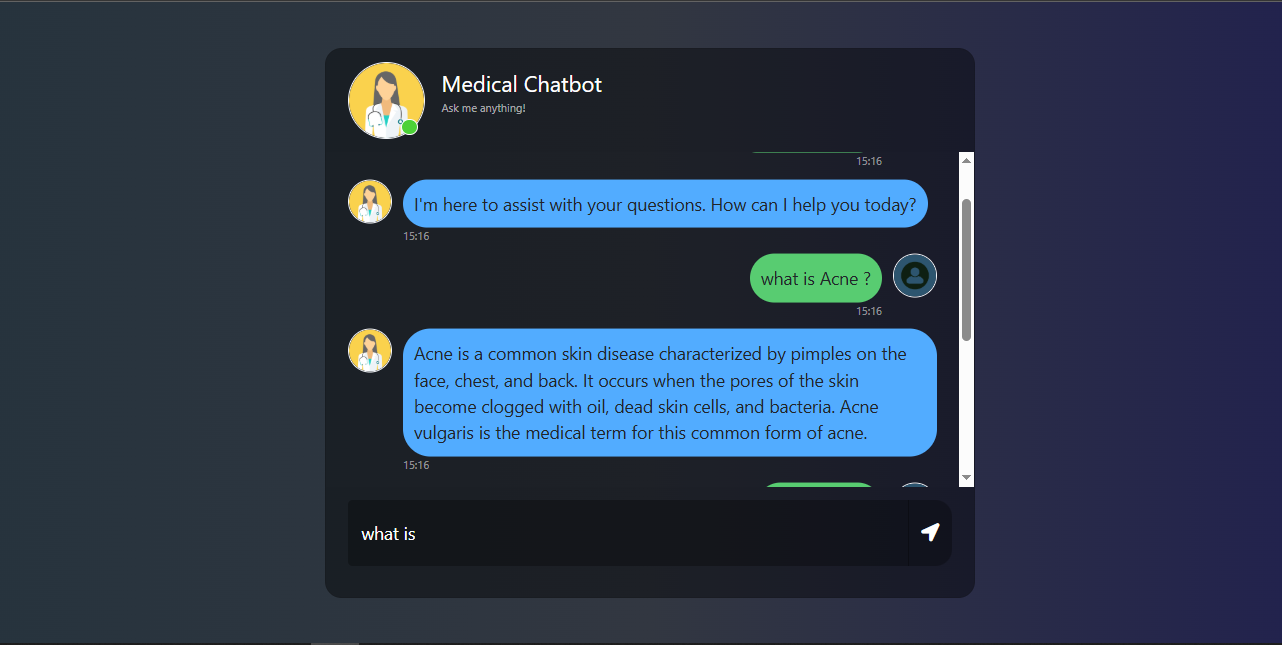 Medical Chatbot
Ask me anything!
15:16
I'm here to assist with your questions. How can I help you today?
15:16
what is Acne ?
15:16
Acne is a common skin disease characterized by pimples on the
face, chest, and back. It occurs when the pores of the skin
become clogged with oil, dead skin cells, and bacteria. Acne
vulgaris is the medical term for this common form of acne.
15:16
what is